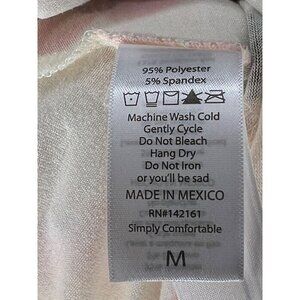 95% Polyester
5% Spandex
Machine Wash Cold
Gently Cycle
Do Not Bleach
Hang Dry
Do Not Iron
or you'll be sad
MADE IN MEXICO
RN#142161
Simply Comfortable
M